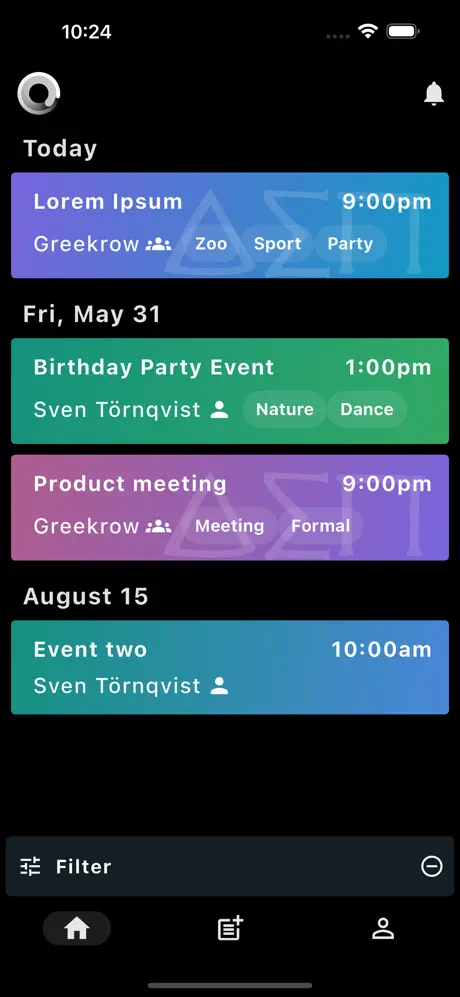 10:24
Today
Lorem Ipsum 9:00pm
Greekrow Zoo Sport Party
ΔΣΠ
Fri, May 31
Birthday Party Event 1:00pm
Sven Törnqvist Nature Dance
Product meeting 9:00pm
Greekrow Meeting Formal
ΔΣΠ
August 15
Event two 10:00am
Sven Törnqvist
Filter